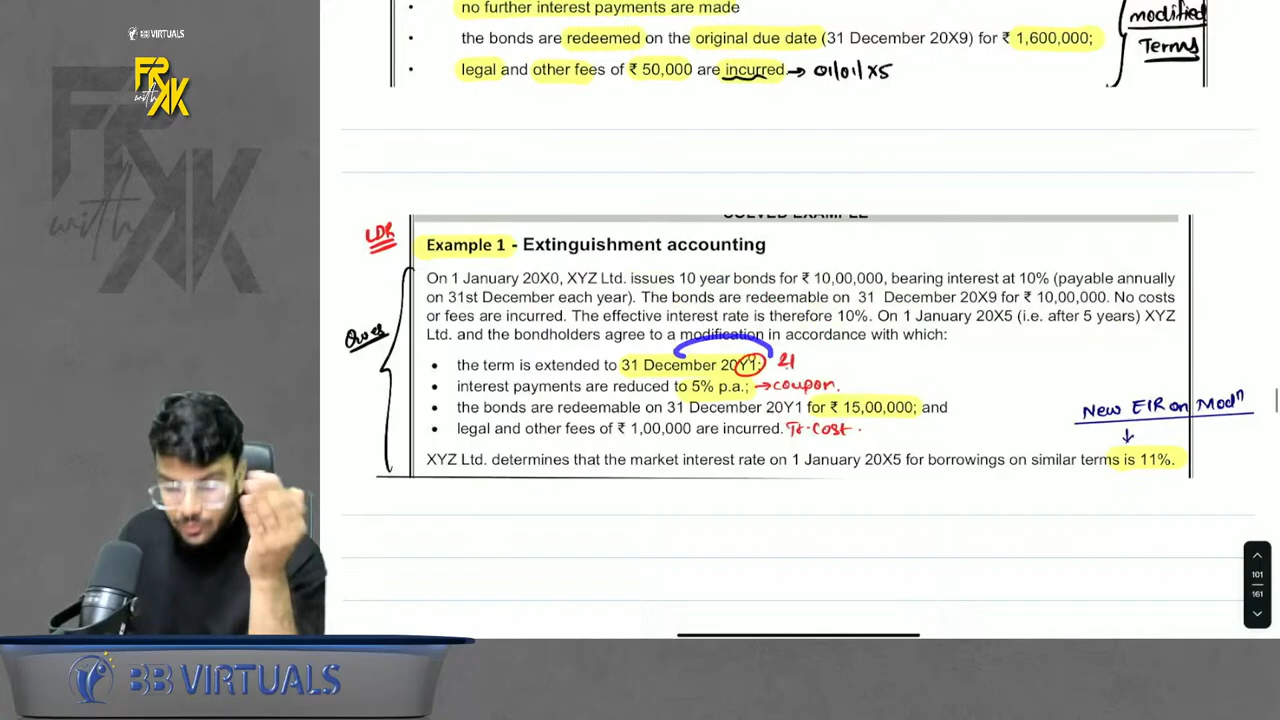 no further interest payments are made
modified
BB VIRTUALS
• the bonds are redeemed on the original due date (31 December 20X9) for ₹ 1,600,000;
Terms
FR
with
AK
• legal and other fees of ₹ 50,000 are incurred → 01/01/X5
FR
with
AK
SOLVED EXAMPLE
LDR
Example 1 - Extinguishment accounting
On 1 January 20X0, XYZ Ltd. issues 10 year bonds for ₹ 10,00,000, bearing interest at 10% (payable annually
on 31st December each year). The bonds are redeemable on 31 December 20X9 for ₹ 10,00,000. No costs
or fees are incurred. The effective interest rate is therefore 10%. On 1 January 20X5 (i.e. after 5 years) XYZ
Ques
Ltd. and the bondholders agree to a modification in accordance with which:
• the term is extended to 31 December 20Y1; 21
• interest payments are reduced to 5% p.a.; → coupon.
• the bonds are redeemable on 31 December 20Y1 for ₹ 15,00,000; and
New EIR on Modⁿ
• legal and other fees of ₹ 1,00,000 are incurred. Tr. Cost.
XYZ Ltd. determines that the market interest rate on 1 January 20X5 for borrowings on similar terms is 11%.
101
161
BB VIRTUALS